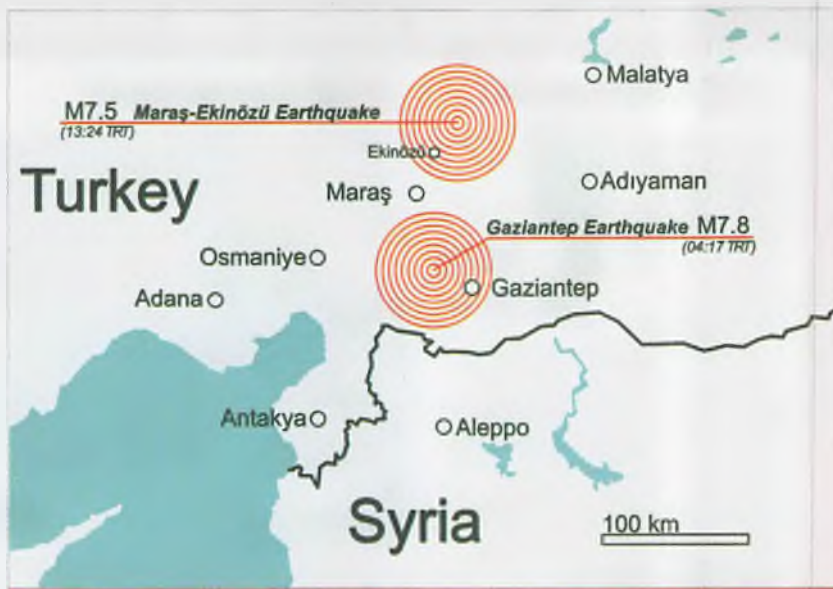 Malatya
M7.5 Maraş-Ekinözü Earthquake
(13:24 TRT)
Ekinözü
Turkey
Maraş
Adıyaman
Gaziantep Earthquake M7.8
(04:17 TRT)
Osmaniye
Gaziantep
Adana
Antakya
Aleppo
Syria
100 km